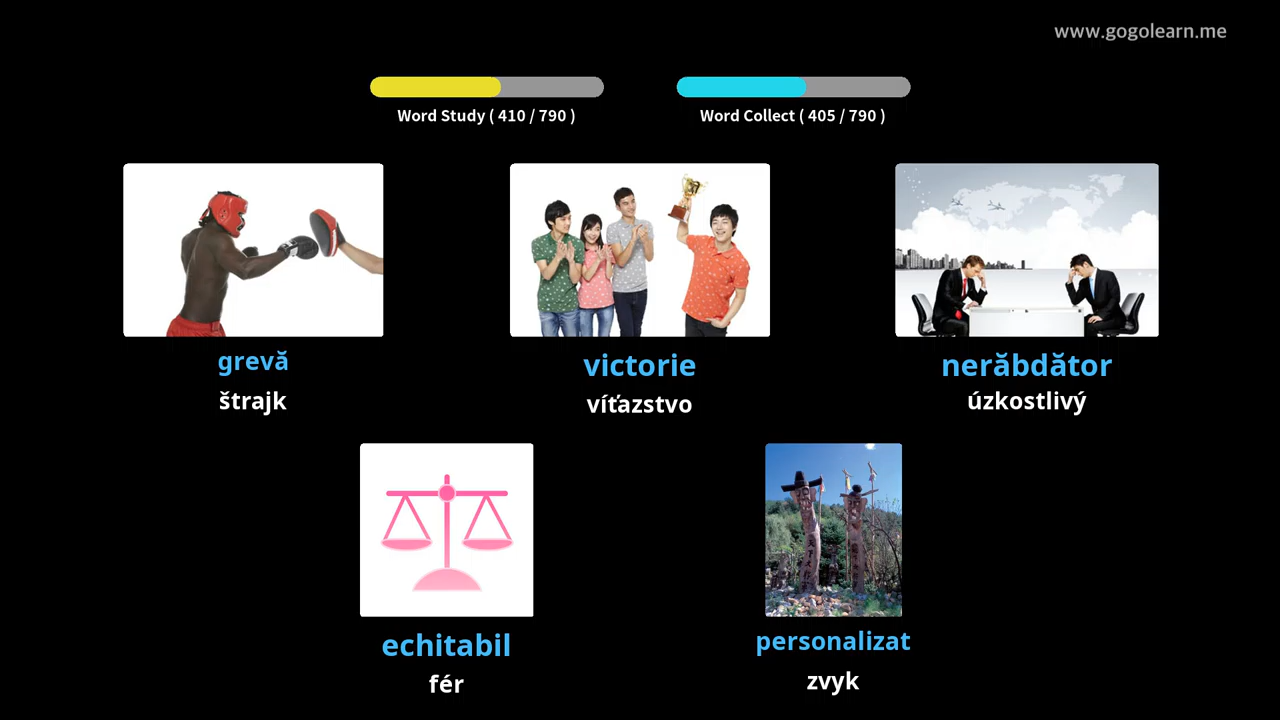 www.gogolearn.me
Word Study ( 410 / 790 )
Word Collect ( 405 / 790 )
grevă
štrajk
victorie
víťazstvo
nerăbdător
úzkostlivý
echitabil
fér
personalizat
zvyk